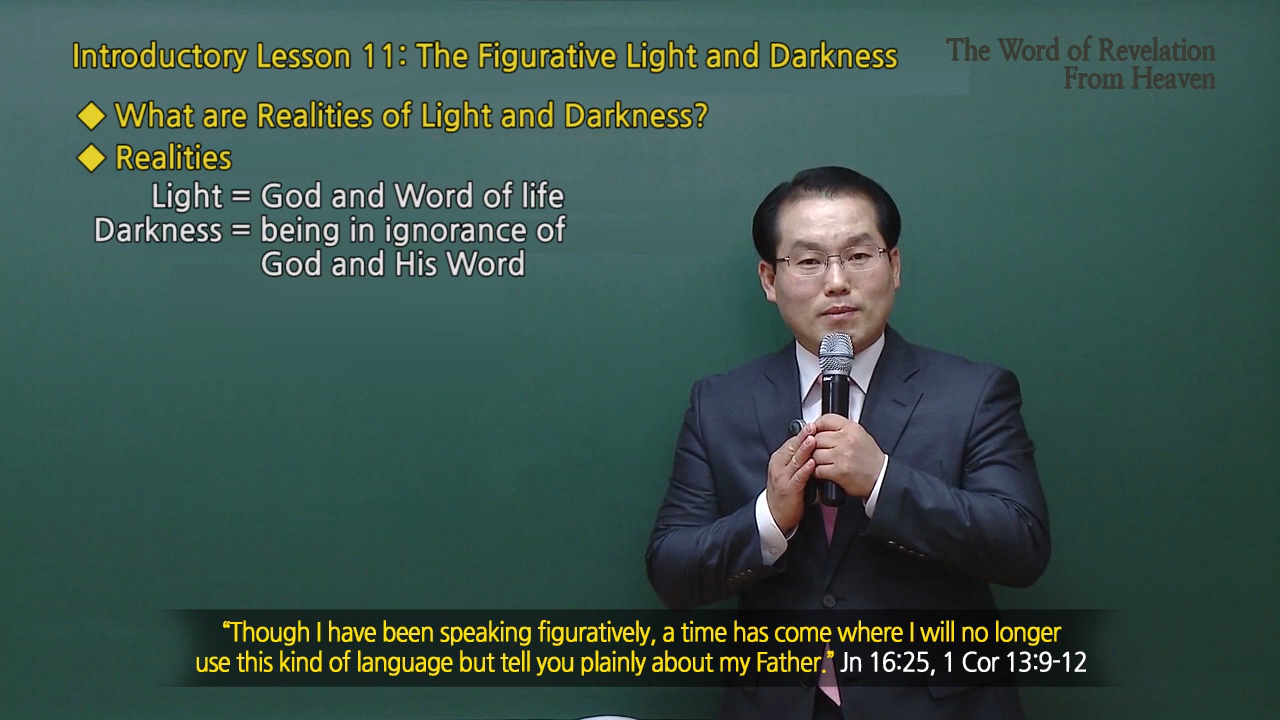 Introductory Lesson 11: The Figurative Light and Darkness
The Word of Revelation
From Heaven
◆ What are Realities of Light and Darkness?
◆ Realities
Light = God and Word of life
Darkness = being in ignorance of
God and His Word
“Though I have been speaking figuratively, a time has come where I will no longer
use this kind of language but tell you plainly about my Father.” Jn 16:25, 1 Cor 13:9-12